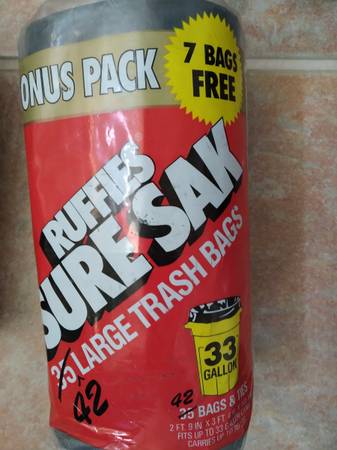 ONUS PACK
7 BAGS
FREE
RUFFIES
SURE-SAK
35 LARGE TRASH BAGS
42
33
GALLON
42
35 BAGS & TIES
2 FT. 9 IN X 3 FT.
FITS UP TO 33
CARRIES UP TO